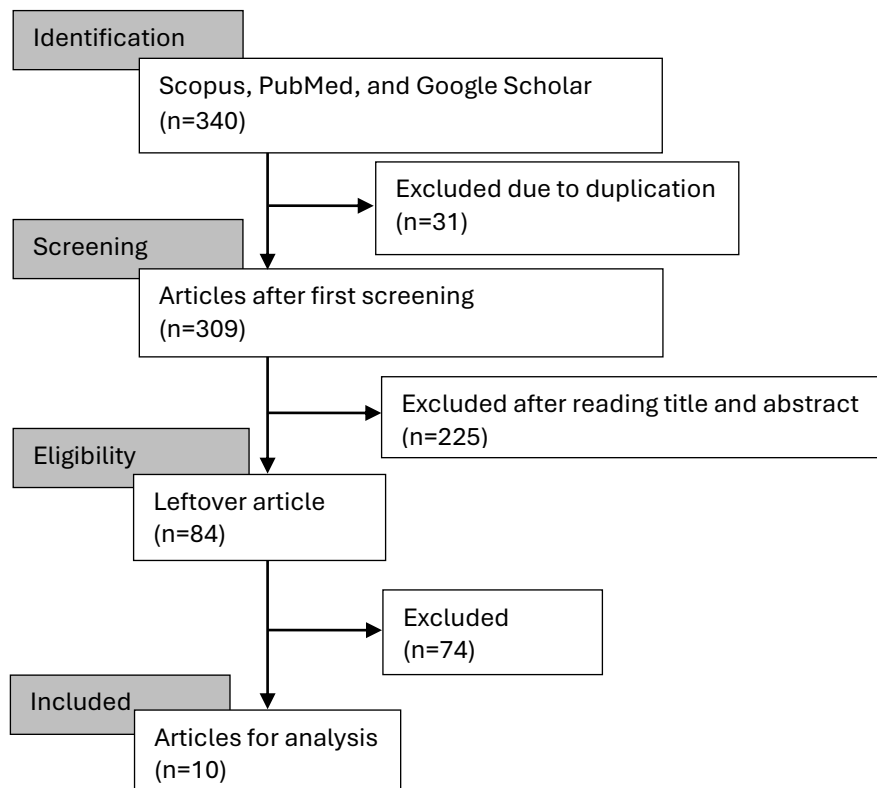 Identification
Scopus, PubMed, and Google Scholar
(n=340)
Excluded due to duplication
(n=31)
Screening
Articles after first screening
(n=309)
Excluded after reading title and abstract
(n=225)
Eligibility
Leftover article
(n=84)
Excluded
(n=74)
Included
Articles for analysis
(n=10)